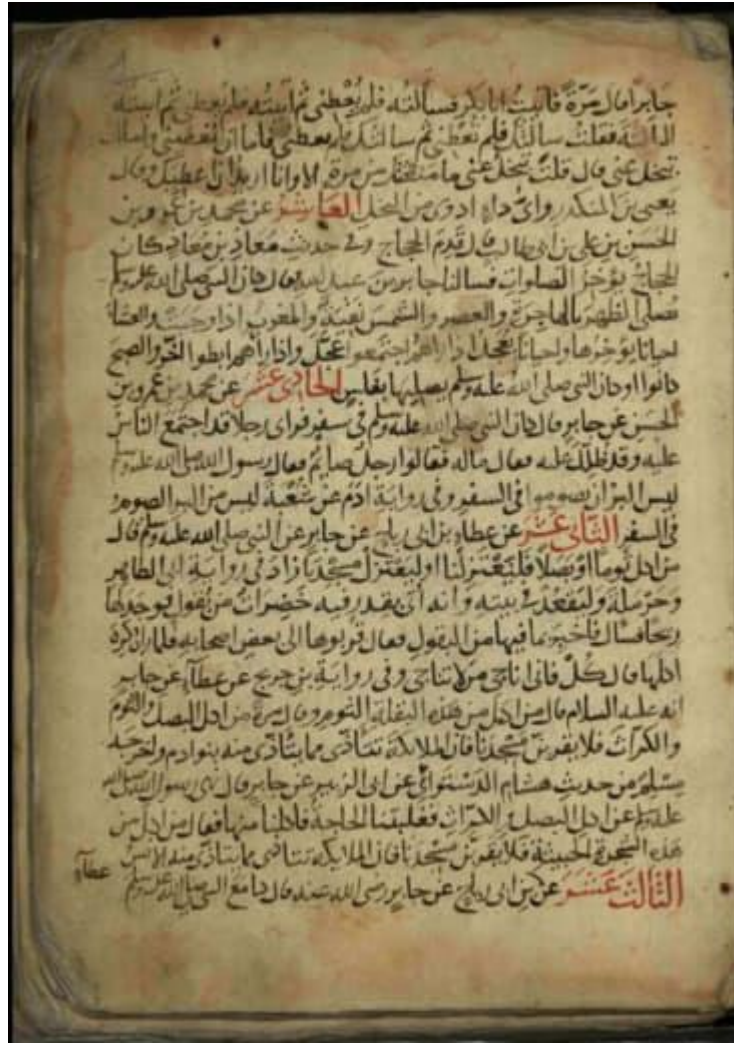 جابرا قال مرة فاتيت ابا بكر فسالته فلم يعطني ثم اتيته فلم يعطني ثم اتيته
الثالثة فقلت سالتك فلم تعطني ثم سالتك فلم تعطني فاما ان تعطيني واما ان
تبخل عني قال قلت تبخل عني ما منعتك من مرة الا وانا اريد ان اعطيك وقال
يعني بن المنكدر واي داء ادوى من البخل العاشر عن محمد بن عمرو بن
الحسن بن علي بن ابي طالب قال قدم الحجاج وفي حديث معاذ بن معاذ كان
الحجاج يؤخر الصلوات فسالنا جابر بن عبد الله فقال كان النبي صلى الله عليه وسلم
يصلي الظهر بالهاجرة والعصر والشمس نقية والمغرب اذا وجبت والعشا
احيانا يؤخرها واحيانا يعجل اذا راهم اجتمعوا عجل واذا راهم ابطوا اخر والصبح
كانوا او كان النبي صلى الله عليه وسلم يصليها بغلس الحادي عشر عن محمد بن عمرو بن
الحسن عن جابر قال كان النبي صلى الله عليه وسلم في سفر فراى رجلا قد اجتمع الناس
عليه وقد ظلل عليه فقال ماله فقالوا رجل صائم فقال رسول الله صلى الله عليه وسلم
ليس البر ان تصوموا في السفر وفي رواية ادم عن شعبة ليس من البر الصوم
في السفر الثاني عشر عن عطاء بن ابي رباح عن جابر عن النبي صلى الله عليه وسلم قال
من اكل ثوما او بصلا فليعتزلنا او ليعتزل مسجدنا زاد في رواية ابي الطاهر
وحرملة وليقعد في بيته وانه اتي بقدر فيه خضرات من بقول فوجد لها
ريحا فسال فاخبر بما فيها من البقول فقال قربوها الى بعض اصحابه فلما راه كره
اكلها قال كل فاني اناجي من لا تناجي وفي رواية بن جريج عن عطآء عن جابر
انه عليه السلام قال من اكل من هذه البقلة الثوم وقال مرة من اكل البصل والثوم
والكراث فلا يقربن مسجدنا فان الملائكة تتاذى مما يتاذى منه بنو ادم ولخرجه
مسلم من حديث هشام الدستوائي عن ابي الزبير عن جابر قال نهى رسول الله صلى الله
عليه وسلم عن اكل البصل و الكراث فغلبتنا الحاجة فاكلنا منها فقال من اكل من
هذه الشجرة الخبيثة فلا يقربن مسجدنا فان الملايكة تتاذى مما يتاذى منه الانس
الثالث عشر عن بن ابي رباح عن جابر رضي الله عنه قال كنا مع النبي صلى الله عليه وسلم
عطآء